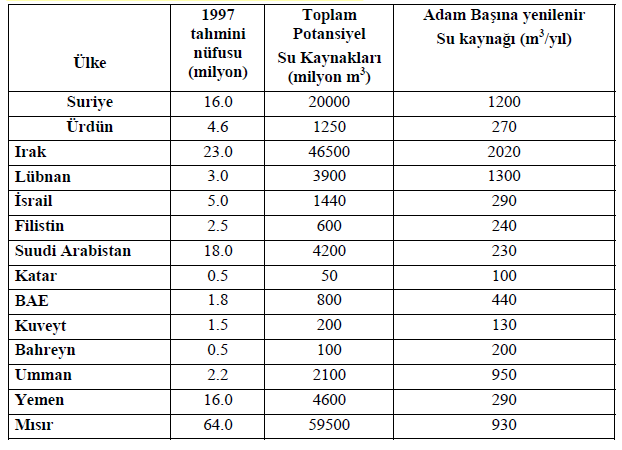 Ülke 1997 tahmini nüfusu (milyon) Toplam Potansiyel Su Kaynakları (milyon m³) Adam Başına yenilenir Su kaynağı (m³/yıl)
Suriye 16.0 20000 1200
Ürdün 4.6 1250 270
Irak 23.0 46500 2020
Lübnan 3.0 3900 1300
İsrail 5.0 1440 290
Filistin 2.5 600 240
Suudi Arabistan 18.0 4200 230
Katar 0.5 50 100
BAE 1.8 800 440
Kuveyt 1.5 200 130
Bahreyn 0.5 100 200
Umman 2.2 2100 950
Yemen 16.0 4600 290
Mısır 64.0 59500 930